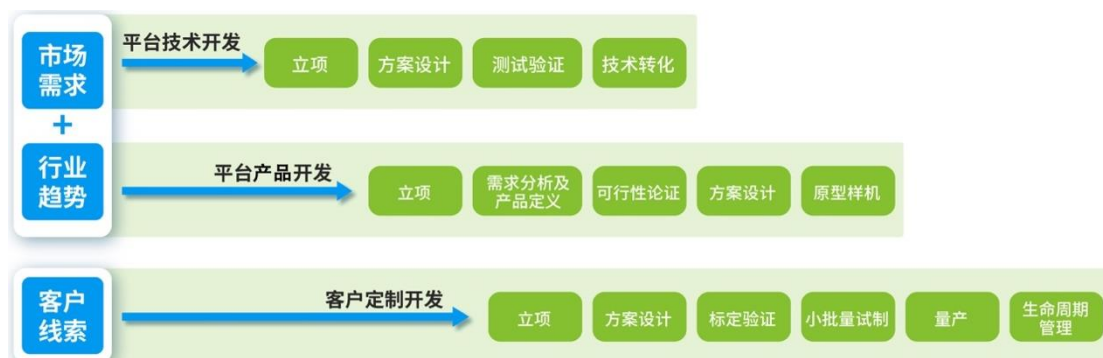 市场
需求
+
行业
趋势
平台技术开发
立项
方案设计
测试验证
技术转化
平台产品开发
立项
需求分析及
产品定义
可行性论证
方案设计
原型样机
客户
线索
客户定制开发
立项
方案设计
标定验证
小批量试制
量产
生命周期
管理